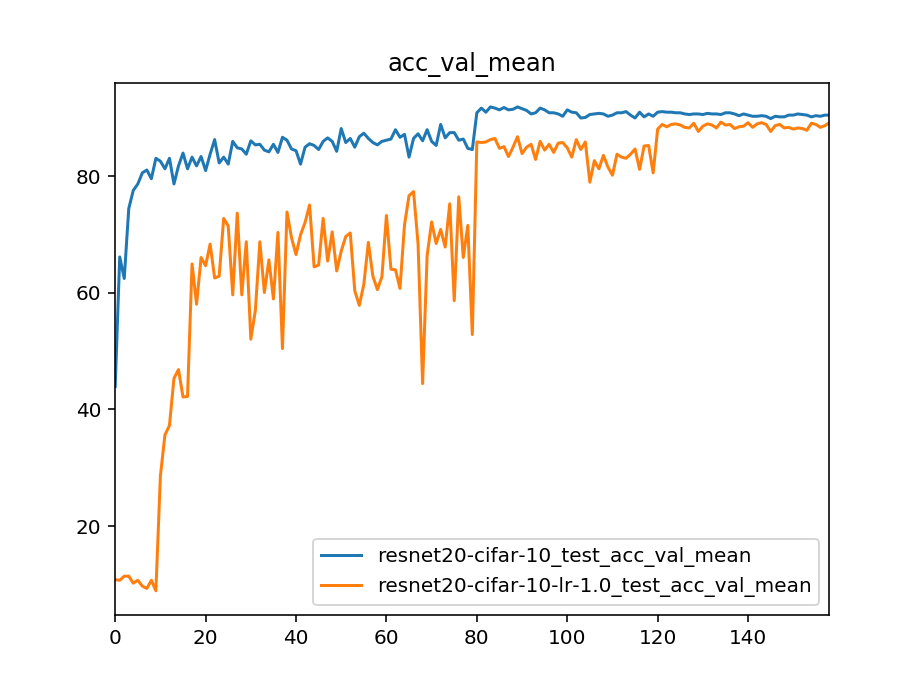 acc_val_mean
80
60
40
20
resnet20-cifar-10_test_acc_val_mean
resnet20-cifar-10-lr-1.0_test_acc_val_mean
0 20 40 60 80 100 120 140